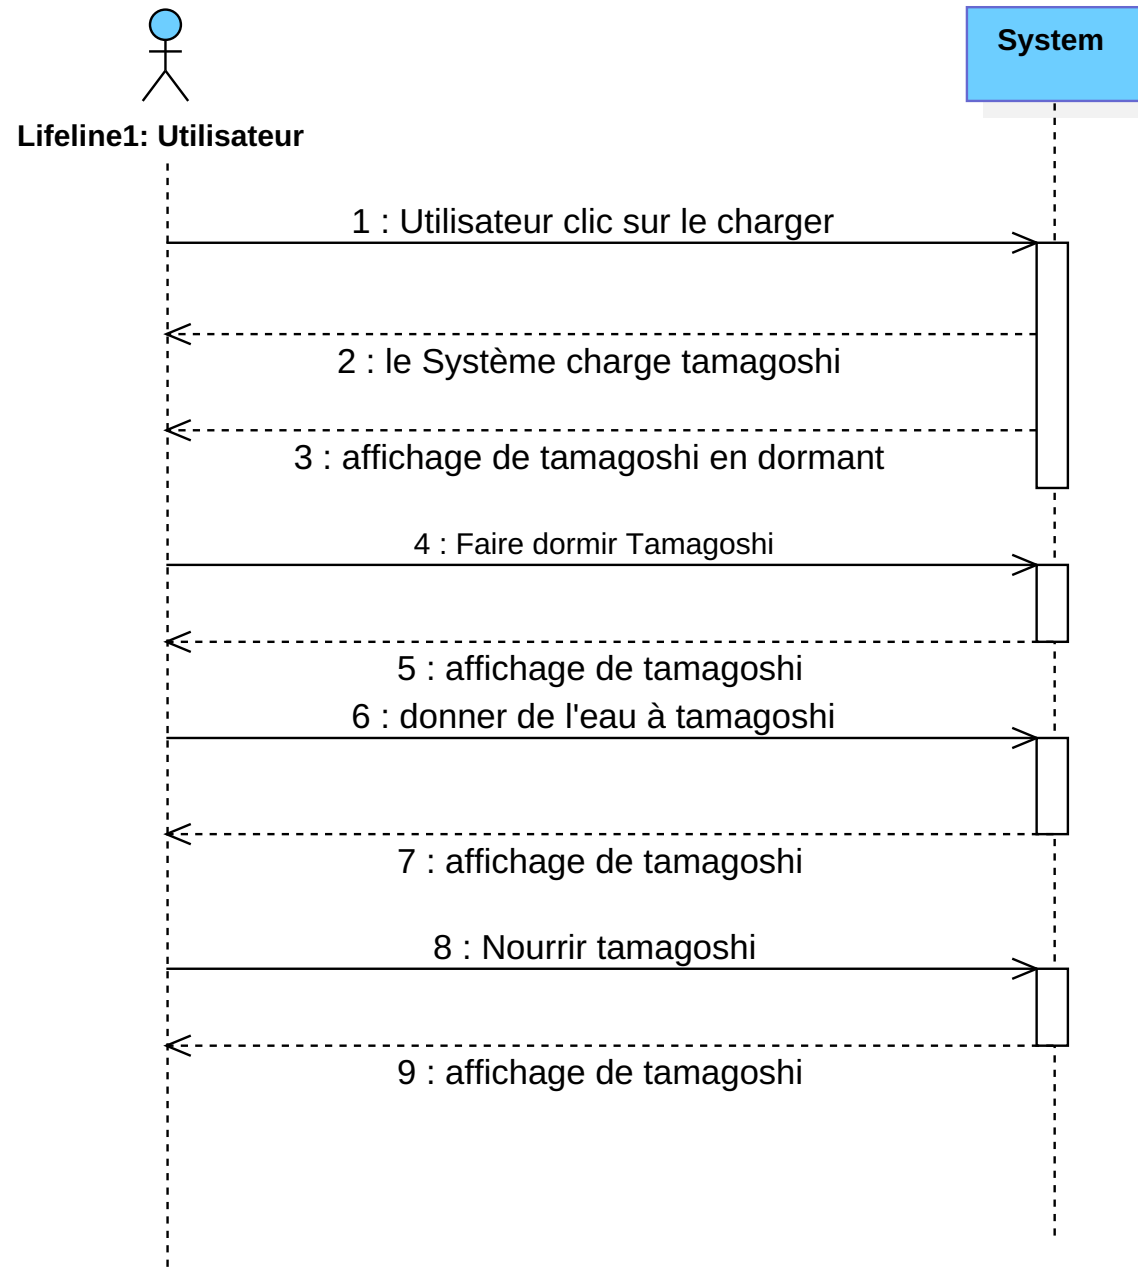 System
Lifeline1: Utilisateur
1 : Utilisateur clic sur le charger
2 : le Système charge tamagoshi
3 : affichage de tamagoshi en dormant
4 : Faire dormir Tamagoshi
5 : affichage de tamagoshi
6 : donner de l'eau à tamagoshi
7 : affichage de tamagoshi
8 : Nourrir tamagoshi
9 : affichage de tamagoshi